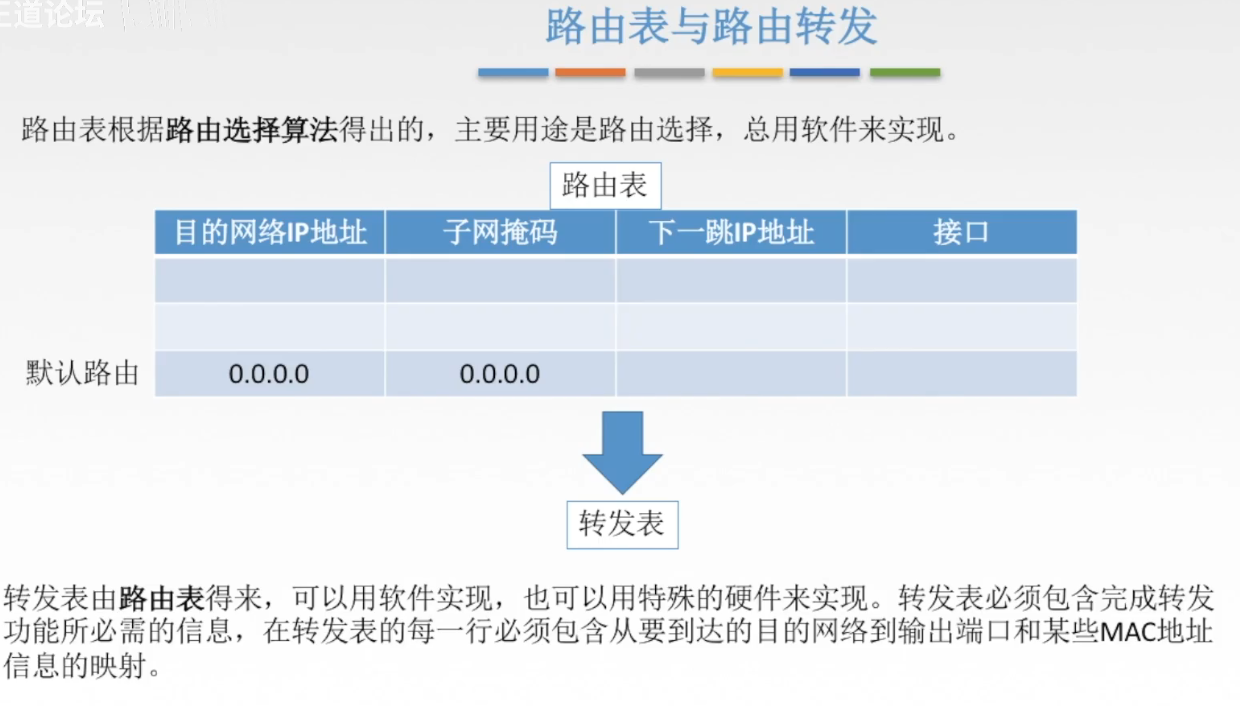 路由表与路由转发
路由表根据路由选择算法得出的，主要用途是路由选择，总用软件来实现。
路由表
目的网络IP地址 子网掩码 下一跳IP地址 接口
默认路由 0.0.0.0 0.0.0.0
转发表
转发表由路由表得来，可以用软件实现，也可以用特殊的硬件来实现。转发表必须包含完成转发
功能所必需的信息，在转发表的每一行必须包含从要到达的目的网络到输出端口和某些MAC地址
信息的映射。